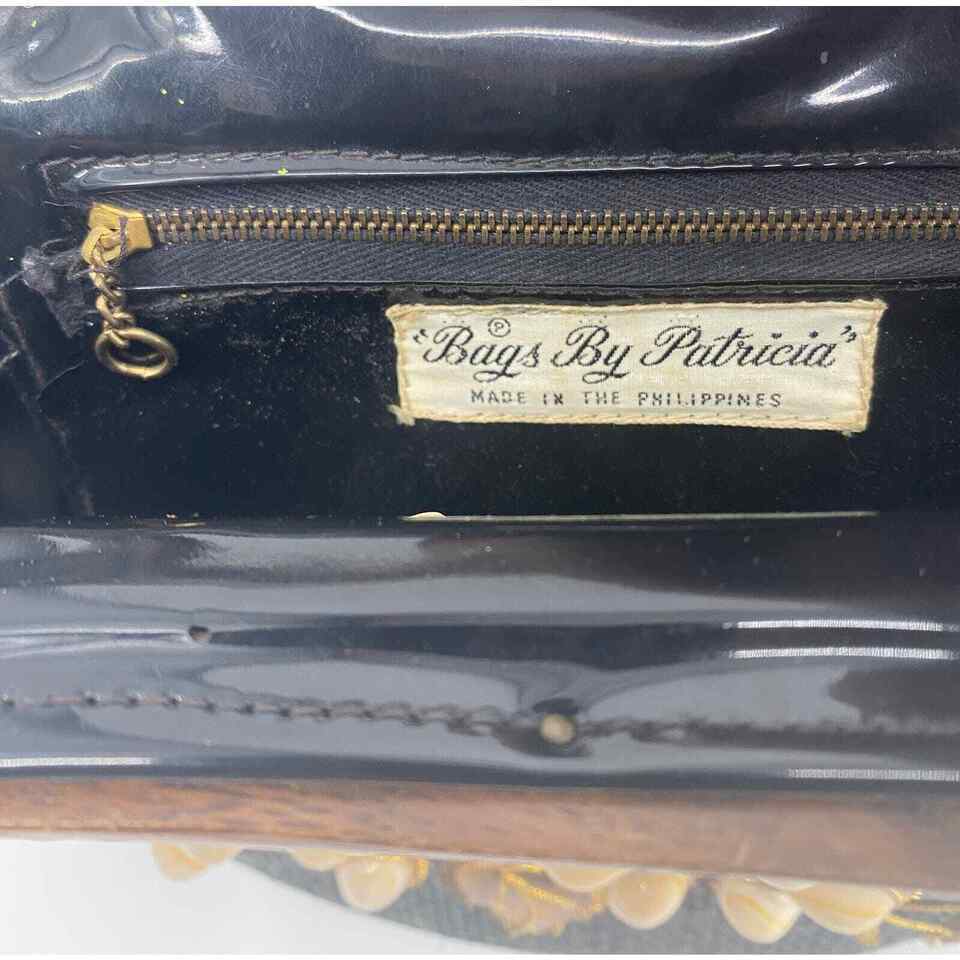 Ⓟ
"Bags By Patricia"
MADE IN THE PHILIPPINES